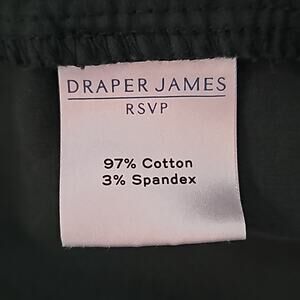 DRAPER JAMES
RSVP
97% Cotton
3% Spandex